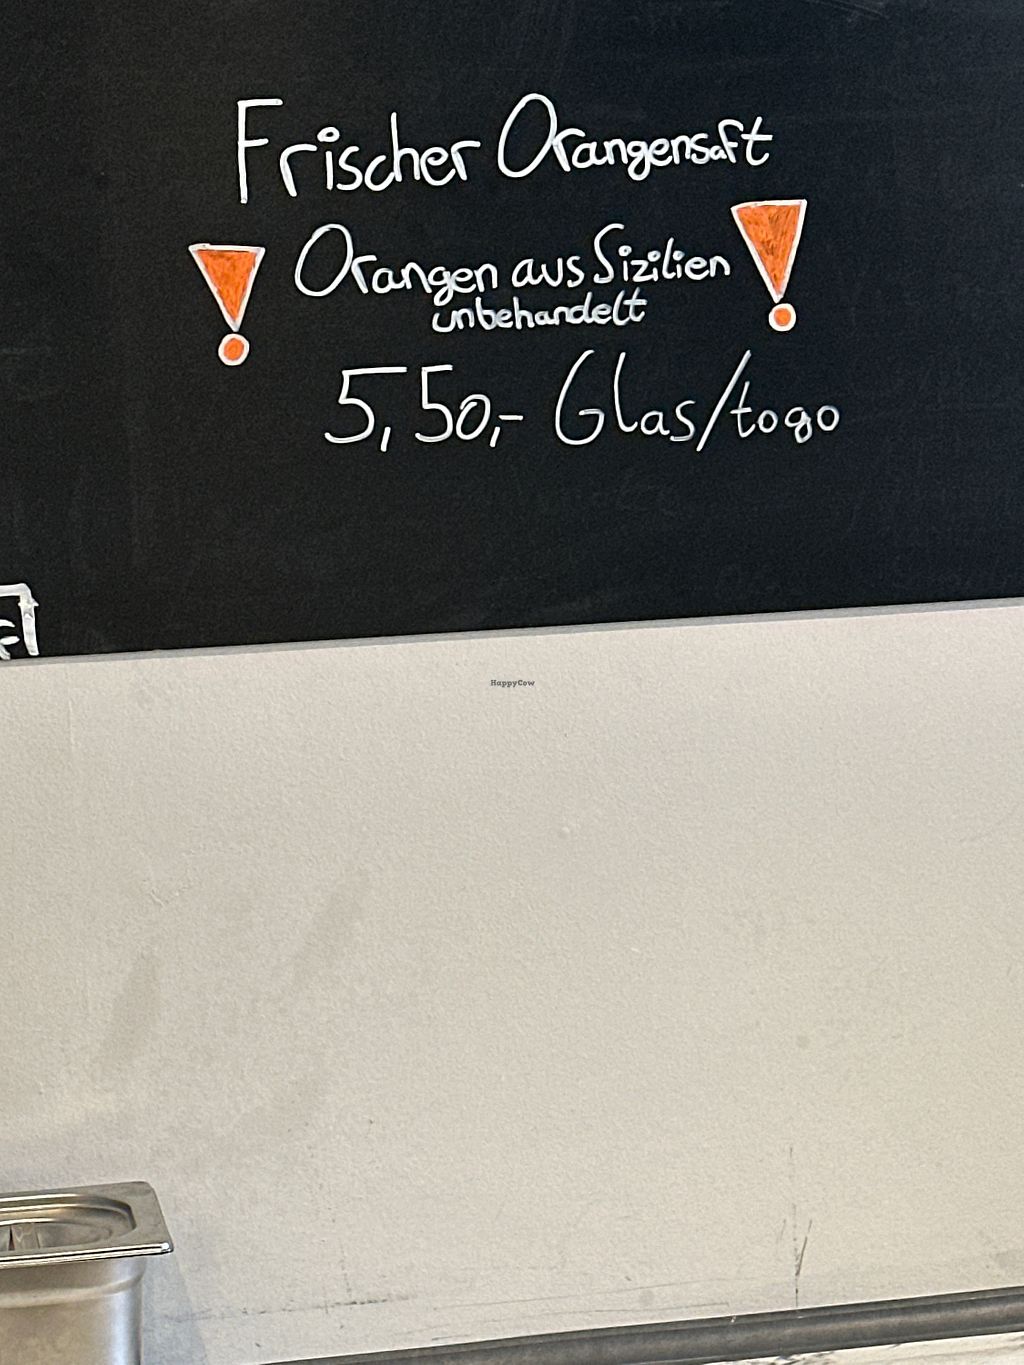 Frischer Orangensaft
Orangen aus Sizilien
unbehandelt
5,50,- Glas/togo
HappyCow